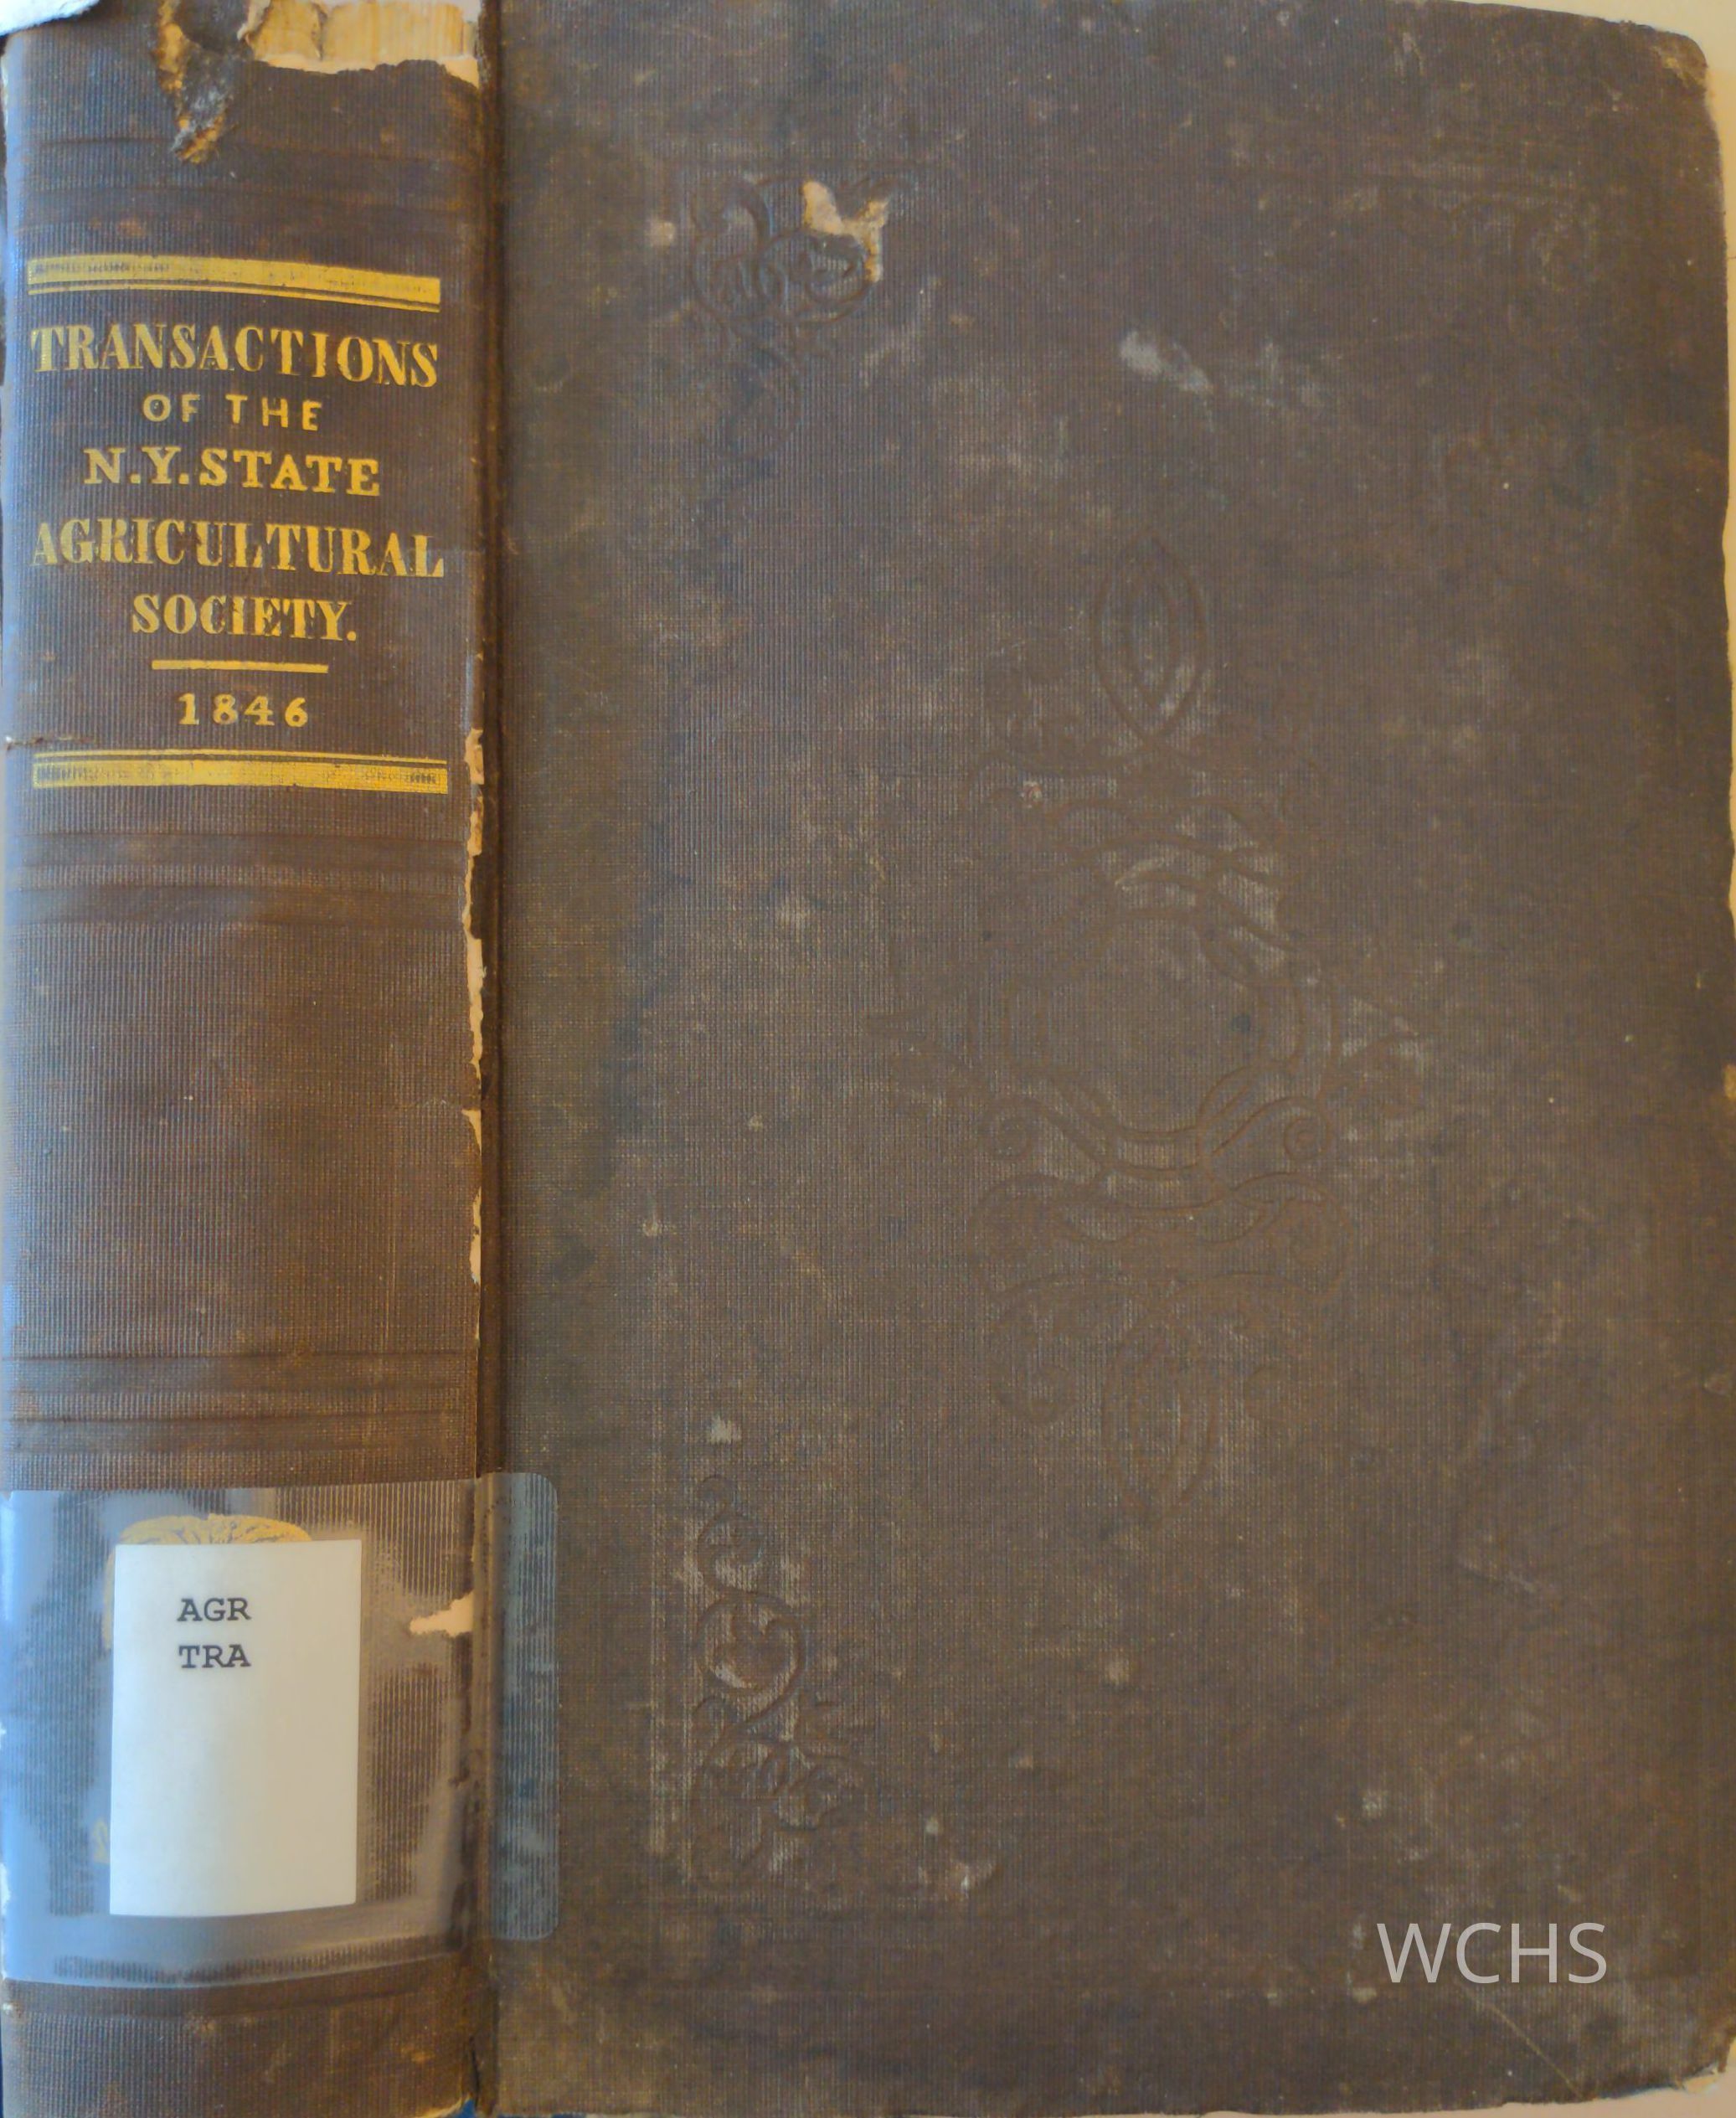 TRANSACTIONS
OF THE
N.Y. STATE
AGRICULTURAL
SOCIETY.
1846
AGR
TRA
WCHS